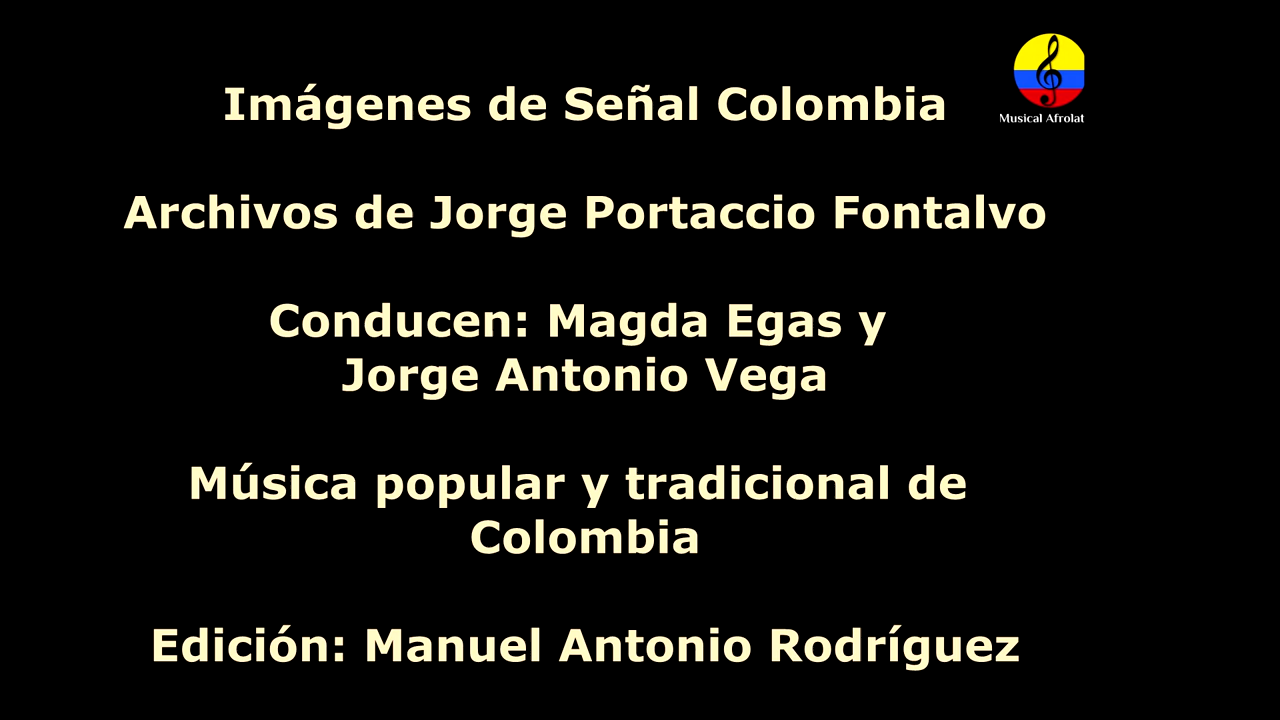 Imágenes de Señal Colombia
Musical Afrolat
Archivos de Jorge Portaccio Fontalvo
Conducen: Magda Egas y
Jorge Antonio Vega
Música popular y tradicional de
Colombia
Edición: Manuel Antonio Rodríguez